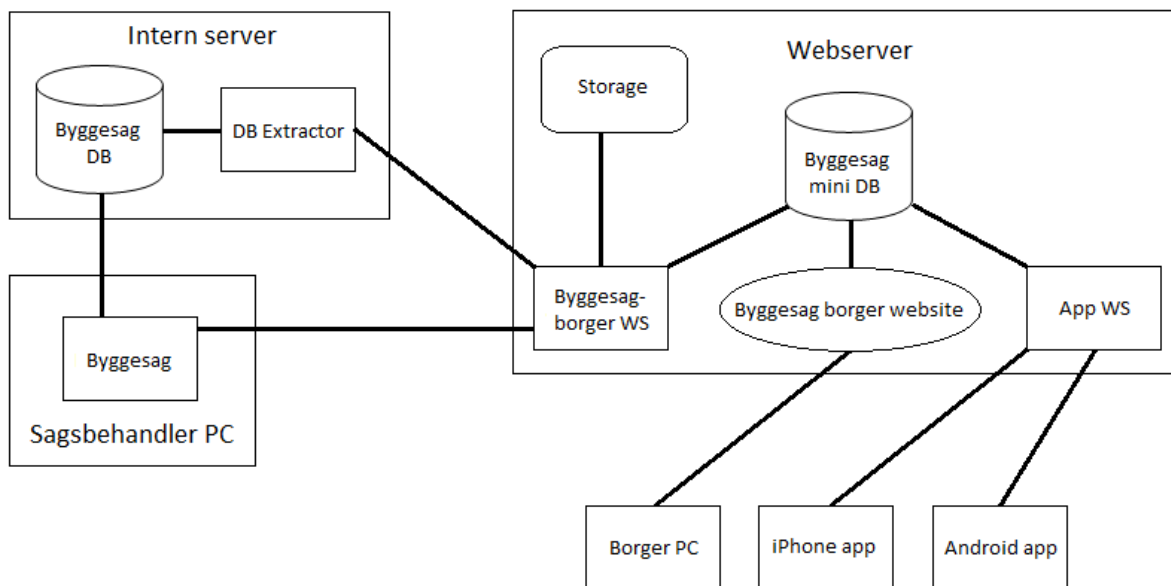 Intern server
Byggesag
DB
DB Extractor
Byggesag
Sagsbehandler PC
Webserver
Storage
Byggesag
mini DB
Byggesag-
borger WS
Byggesag borger website
App WS
Borger PC
iPhone app
Android app